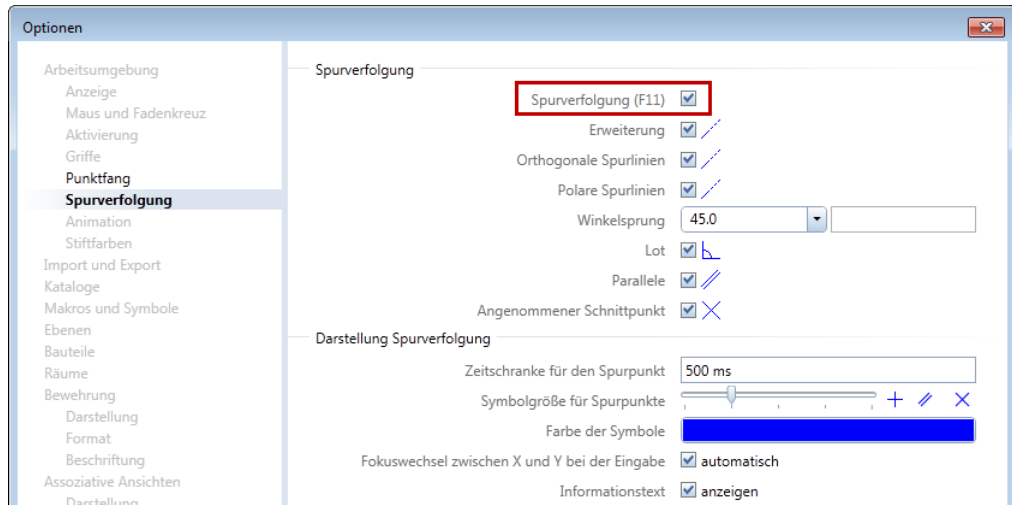 Optionen
Arbeitsumgebung
Anzeige
Maus und Fadenkreuz
Aktivierung
Griffe
Punktfang
Spurverfolgung
Animation
Stiftfarben
Import und Export
Kataloge
Makros und Symbole
Ebenen
Bauteile
Räume
Bewehrung
Darstellung
Format
Beschriftung
Assoziative Ansichten
Darstellung
Spurverfolgung
Spurverfolgung (F11)
Erweiterung
Orthogonale Spurlinien
Polare Spurlinien
Winkelsprung 45.0
Lot
Parallele
Angenommener Schnittpunkt
Darstellung Spurverfolgung
Zeitschranke für den Spurpunkt 500 ms
Symbolgröße für Spurpunkte
Farbe der Symbole
Fokuswechsel zwischen X und Y bei der Eingabe automatisch
Informationstext anzeigen